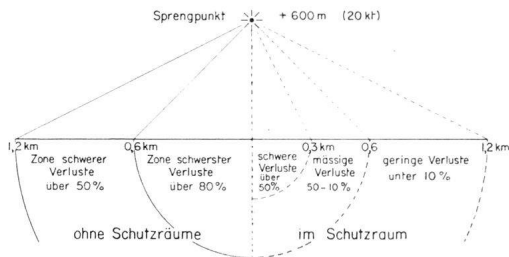 Sprengpunkt + 600 m (20 kt)
1,2 km 0,6 km 0,3 km 0,6 1,2 km
Zone schwerer
Verluste
über 50 %
Zone schwerster
Verluste
über 80 %
schwere
Verluste
über
50 %
mässige
Verluste
50 – 10 %
geringe Verluste
unter 10 %
ohne Schutzräume im Schutzraum